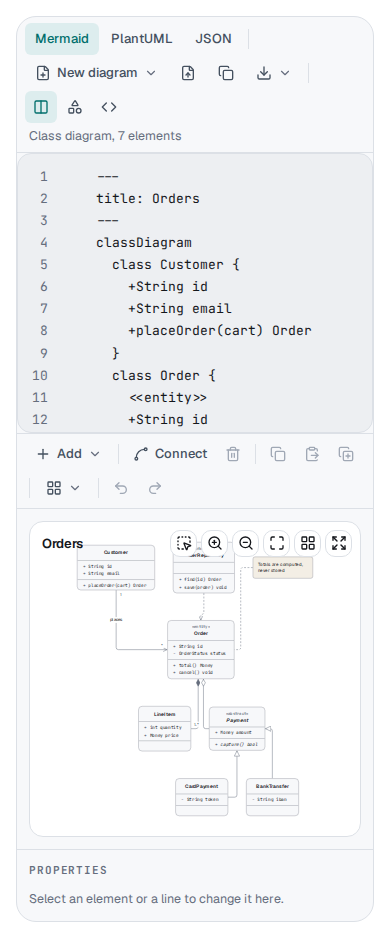 Mermaid PlantUML JSON
New diagram
Class diagram, 7 elements
1 ---
2 title: Orders
3 ---
4 classDiagram
5 class Customer {
6 +String id
7 +String email
8 +placeOrder(cart) Order
9 }
10 class Order {
11 <<entity>>
12 +String id
Add Connect
Orders
Customer
+ String id
+ String email
+ placeOrder(cart) Order
+ find(id) Order
+ save(order) void
Totals are computed,
never stored
places
Order
+ String id
- OrderStatus status
+ total() Money
+ cancel() void
LineItem
+ Int quantity
+ Money price
Payment
+ Money amount
+ capture() bool
CardPayment
- String token
BankTransfer
- String iban
PROPERTIES
Select an element or a line to change it here.